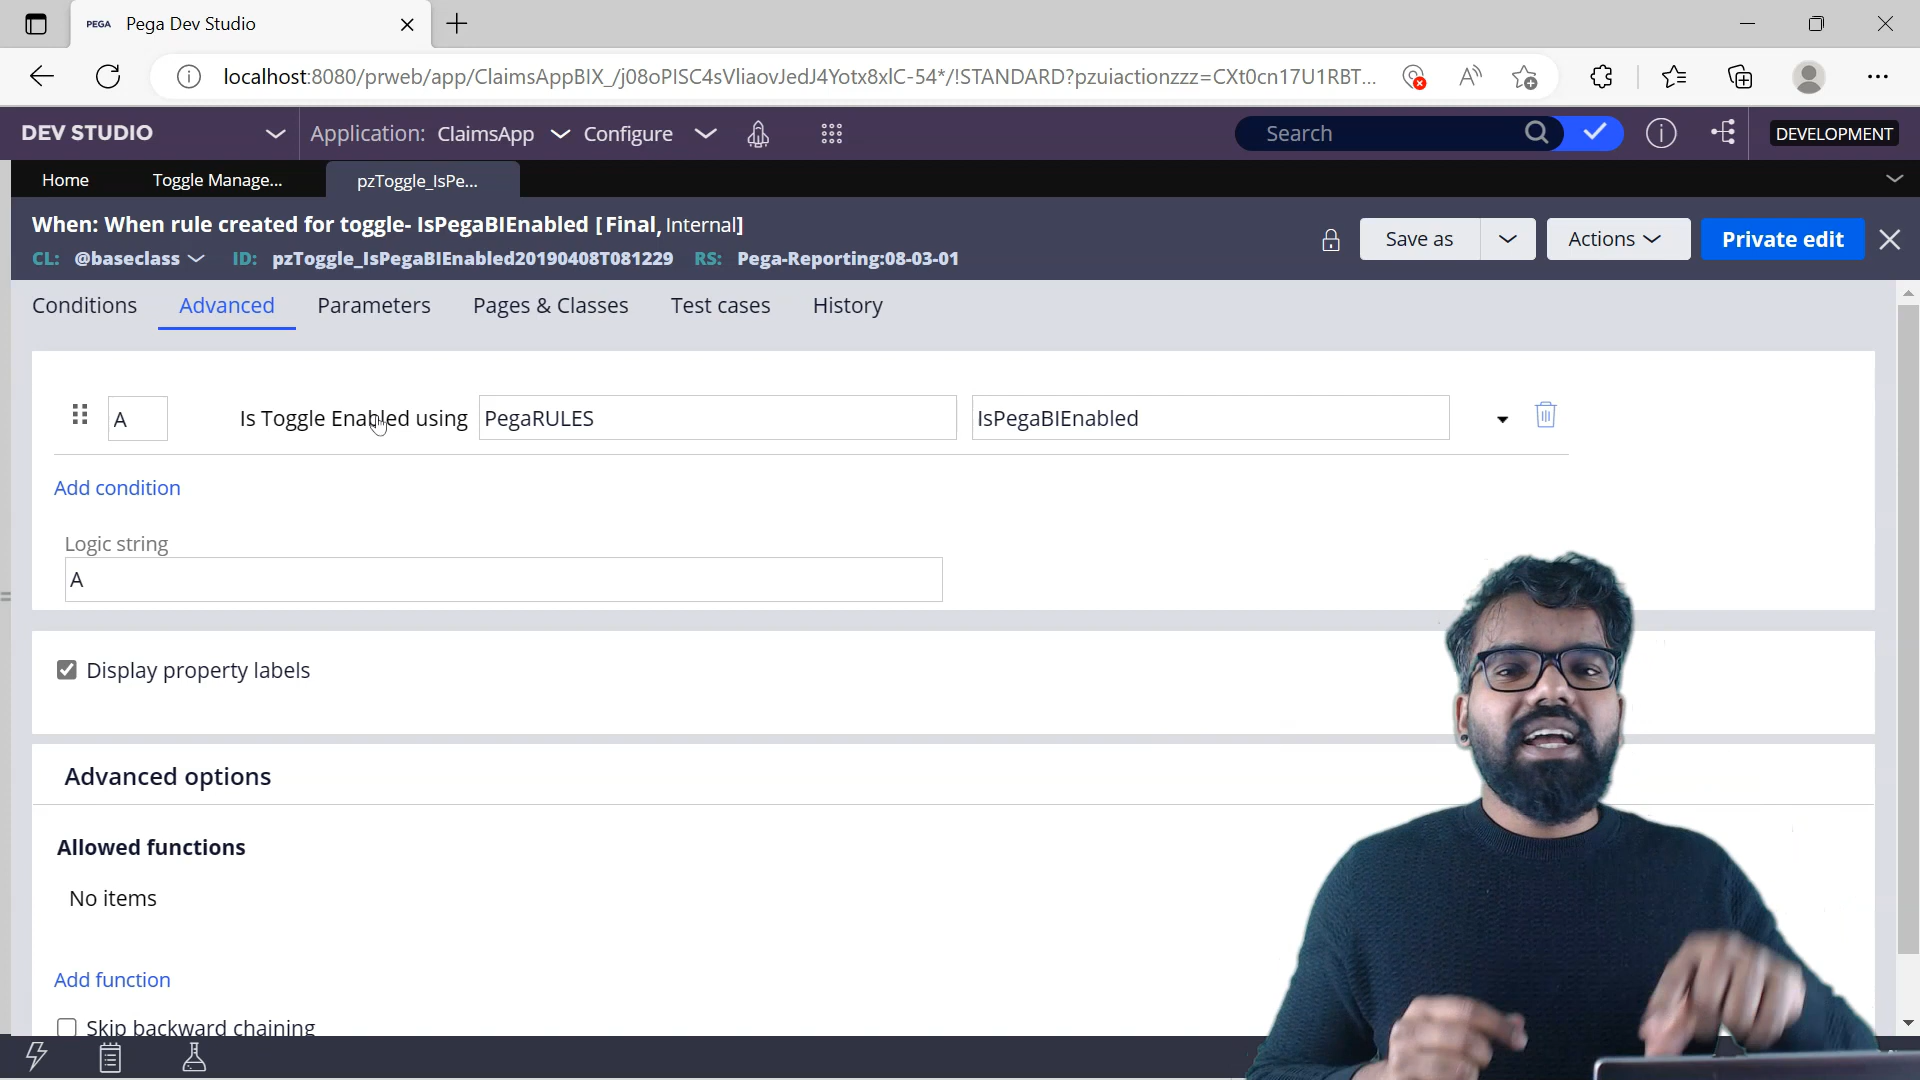 PEGA Pega Dev Studio
localhost:8080/prweb/app/ClaimsAppBIX_/j08oPISC4sVliaovJedJ4Yotx8xIC-54*/!STANDARD?pzuiactionzzz=CXt0cn17U1RBT...
DEV STUDIO Application: ClaimsApp Configure Search DEVELOPMENT
Home Toggle Manage... pzToggle_IsPe...
When: When rule created for toggle- IsPegaBIEnabled [Final, Internal]
Save as Actions Private edit
CL: @baseclass ID: pzToggle_IsPegaBIEnabled20190408T081229 RS: Pega-Reporting:08-03-01
Conditions Advanced Parameters Pages & Classes Test cases History
A Is Toggle Enabled using PegaRULES IsPegaBIEnabled
Add condition
Logic string
A
Display property labels
Advanced options
Allowed functions
No items
Add function
Skip backward chaining